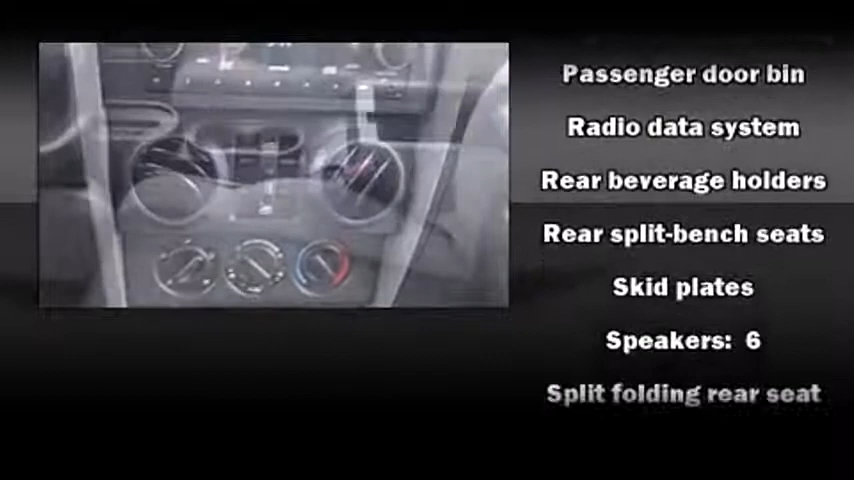 Passenger door bin
Radio data system
Rear beverage holders
Rear split-bench seats
Skid plates
Speakers: 6
Split folding rear seat